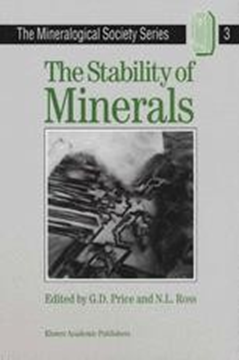 The Mineralogical Society Series
3
The Stability of
Minerals
Edited by G.D. Price and N.L. Ross
Kluwer Academic Publishers